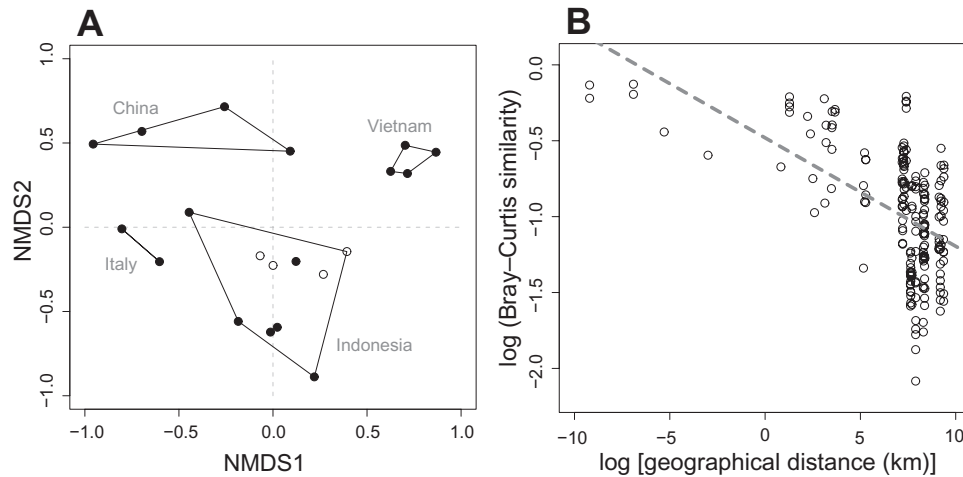 A
China
Vietnam
Italy
Indonesia
NMDS2
1.0
0.5
0.0
−0.5
−1.0
−1.0
−0.5
0.0
0.5
1.0
NMDS1
B
log (Bray–Curtis similarity)
0.0
−0.5
−1.0
−1.5
−2.0
−10
−5
0
5
10
log [geographical distance (km)]